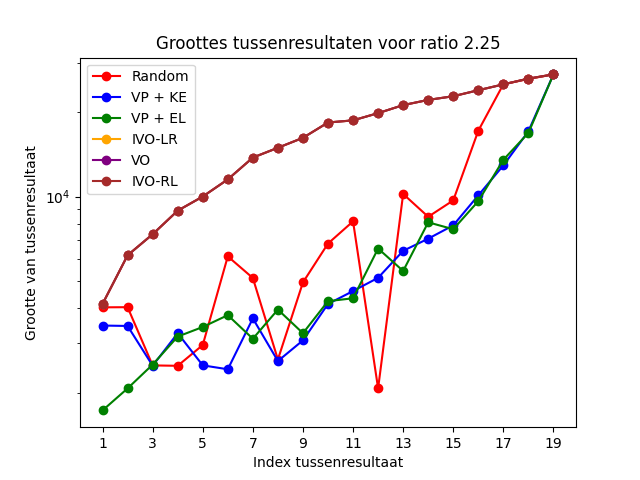 Groottes tussenresultaten voor ratio 2.25
Random
VP + KE
VP + EL
IVO-LR
VO
IVO-RL
10⁴
Grootte van tussenresultaat
1 3 5 7 9 11 13 15 17 19
Index tussenresultaat